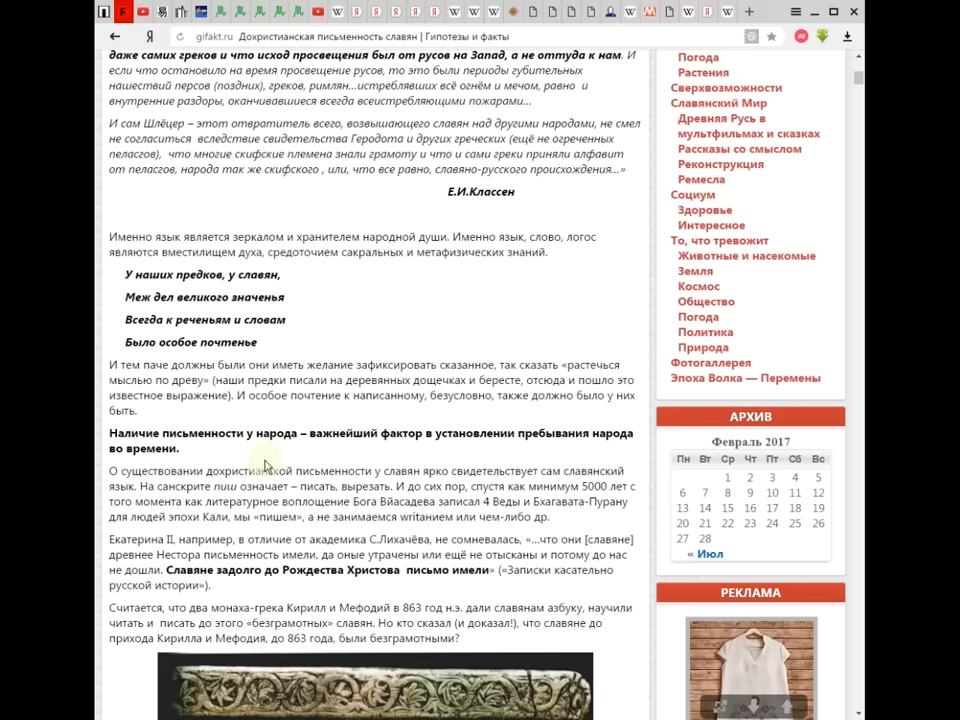 gifakt.ru Дохристианская письменность славян | Гипотезы и факты
даже самих греков и что исход просвещения был от русов на Запад, а не оттуда к нам. И
если что остановило на время просвещение русов, то это были периоды губительных
нашествий персов (поздних), греков, римлян…истреблявших всё огнём и мечом, равно и
внутренние раздоры, оканчивавшиеся всегда всеистребляющими пожарами…
И сам Шлёцер – этот отвратитель всего, возвышающего славян над другими народами, не смел
не согласиться вследствие свидетельства Геродота и других греческих (ещё не огреченных
пеласгов), что многие скифские племена знали грамоту и что и сами греки приняли алфавит
от пеласгов, народа так же скифского , или, что все равно, славяно-русского происхождения…»
Е.И.Классен
Именно язык является зеркалом и хранителем народной души. Именно язык, слово, логос
являются вместилищем духа, средоточием сакральных и метафизических знаний.
У наших предков, у славян,
Меж дел великого значенья
Всегда к реченьям и словам
Было особое почтенье
И тем паче должны были они иметь желание зафиксировать сказанное, так сказать «растечься
мыслью по древу» (наши предки писали на деревянных дощечках и бересте, отсюда и пошло это
известное выражение). И особое почтение к написанному, безусловно, также должно было у них
быть.
Наличие письменности у народа – важнейший фактор в установлении пребывания народа
во времени.
О существовании дохристианской письменности у славян ярко свидетельствует сам славянский
язык. На санскрите пиш означает – писать, вырезать. И до сих пор, спустя как минимум 5000 лет с
того момента как литературное воплощение Бога Вйасадева записал 4 Веды и Бхагавата-Пурану
для людей эпохи Кали, мы «пишем», а не занимаемся writанием или чем-либо др.
Екатерина II, например, в отличие от академика С.Лихачёва, не сомневалась, «…что они [славяне]
древнее Нестора письменность имели, да оные утрачены или ещё не отысканы и потому до нас
не дошли. Славяне задолго до Рождества Христова письмо имели» («Записки касательно
русской истории»).
Считается, что два монаха-грека Кирилл и Мефодий в 863 год н.э. дали славянам азбуку, научили
читать и писать до этого «безграмотных» славян. Но кто сказал (и доказал!), что славяне до
прихода Кирилла и Мефодия, до 863 года, были безграмотными?
Погода
Растения
Сверхвозможности
Славянский Мир
Древняя Русь в
мультфильмах и сказках
Рассказы со смыслом
Реконструкция
Ремесла
Социум
Здоровье
Интересное
То, что тревожит
Животные и насекомые
Земля
Космос
Общество
Погода
Политика
Природа
Фотогаллерея
Эпоха Волка — Перемены
АРХИВ
Февраль 2017
Пн Вт Ср Чт Пт Сб Вс
1 2 3 4 5
6 7 8 9 10 11 12
13 14 15 16 17 18 19
20 21 22 23 24 25 26
27 28
« Июл
РЕКЛАМА